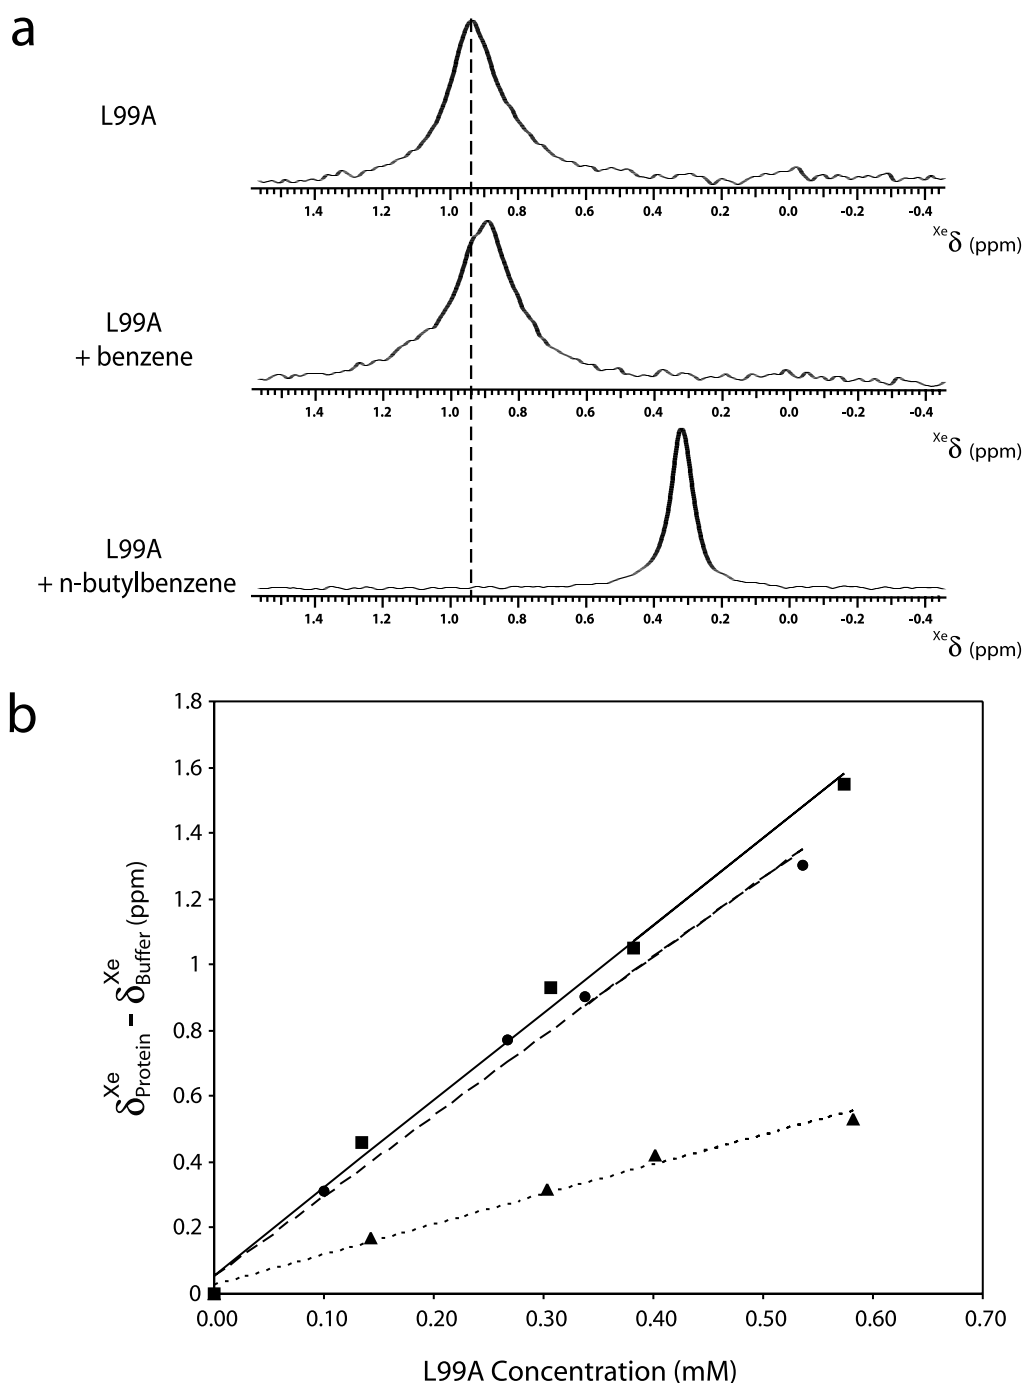 a
L99A
1.4 1.2 1.0 0.8 0.6 0.4 0.2 0.0 -0.2 -0.4
Xeδ (ppm)
L99A
+ benzene
1.4 1.2 1.0 0.8 0.6 0.4 0.2 0.0 -0.2 -0.4
Xeδ (ppm)
L99A
+ n-butylbenzene
1.4 1.2 1.0 0.8 0.6 0.4 0.2 0.0 -0.2 -0.4
Xeδ (ppm)
b
1.8
1.6
1.4
1.2
1
0.8
0.6
0.4
0.2
0
δXeProtein - δXeBuffer (ppm)
0.00 0.10 0.20 0.30 0.40 0.50 0.60 0.70
L99A Concentration (mM)